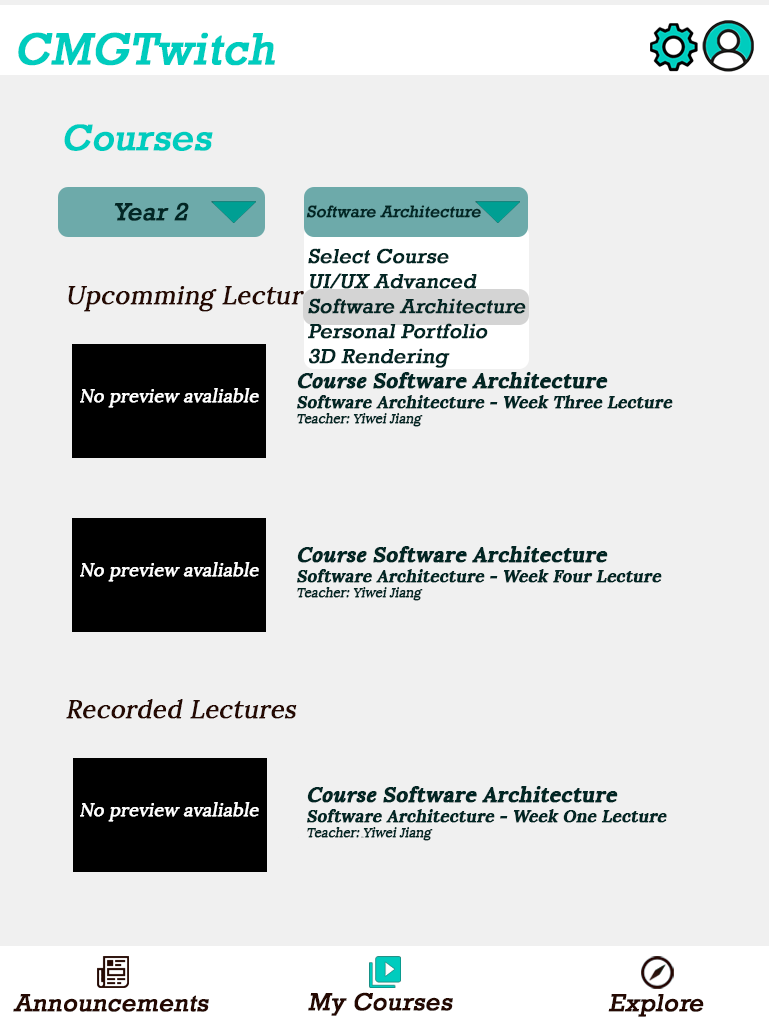 CMGTwitch
Courses
Year 2
Software Architecture
Select Course
UI/UX Advanced
Software Architecture
Personal Portfolio
3D Rendering
Upcomming Lectur
No preview avaliable
Course Software Architecture
Software Architecture - Week Three Lecture
Teacher: Yiwei Jiang
No preview avaliable
Course Software Architecture
Software Architecture - Week Four Lecture
Teacher: Yiwei Jiang
Recorded Lectures
No preview avaliable
Course Software Architecture
Software Architecture - Week One Lecture
Teacher: Yiwei Jiang
Announcements
My Courses
Explore